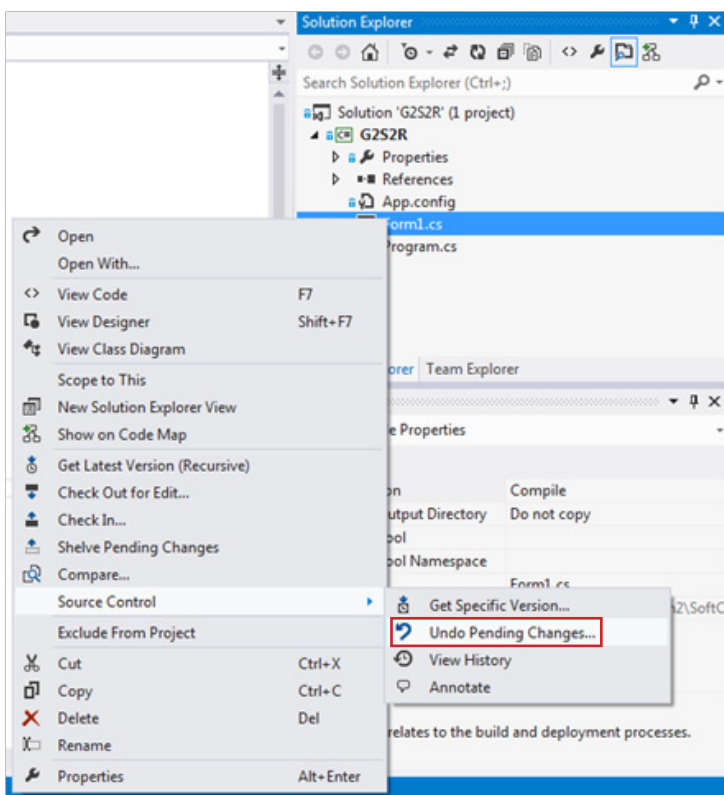 Solution Explorer
Search Solution Explorer (Ctrl+;)
Solution 'G2S2R' (1 project)
C# G2S2R
Properties
References
App.config
Form1.cs
Program.cs
Open
Open With...
View Code F7
View Designer Shift+F7
View Class Diagram
Scope to This
New Solution Explorer View
Show on Code Map
Get Latest Version (Recursive)
Check Out for Edit...
Check In...
Shelve Pending Changes
Compare...
Source Control
Exclude From Project
Cut Ctrl+X
Copy Ctrl+C
Delete Del
Rename
Properties Alt+Enter
Get Specific Version...
Undo Pending Changes...
View History
Annotate
orer Team Explorer
e Properties
on Compile
utput Directory Do not copy
ool
ool Namespace
Form1.cs
2\SoftC
relates to the build and deployment processes.